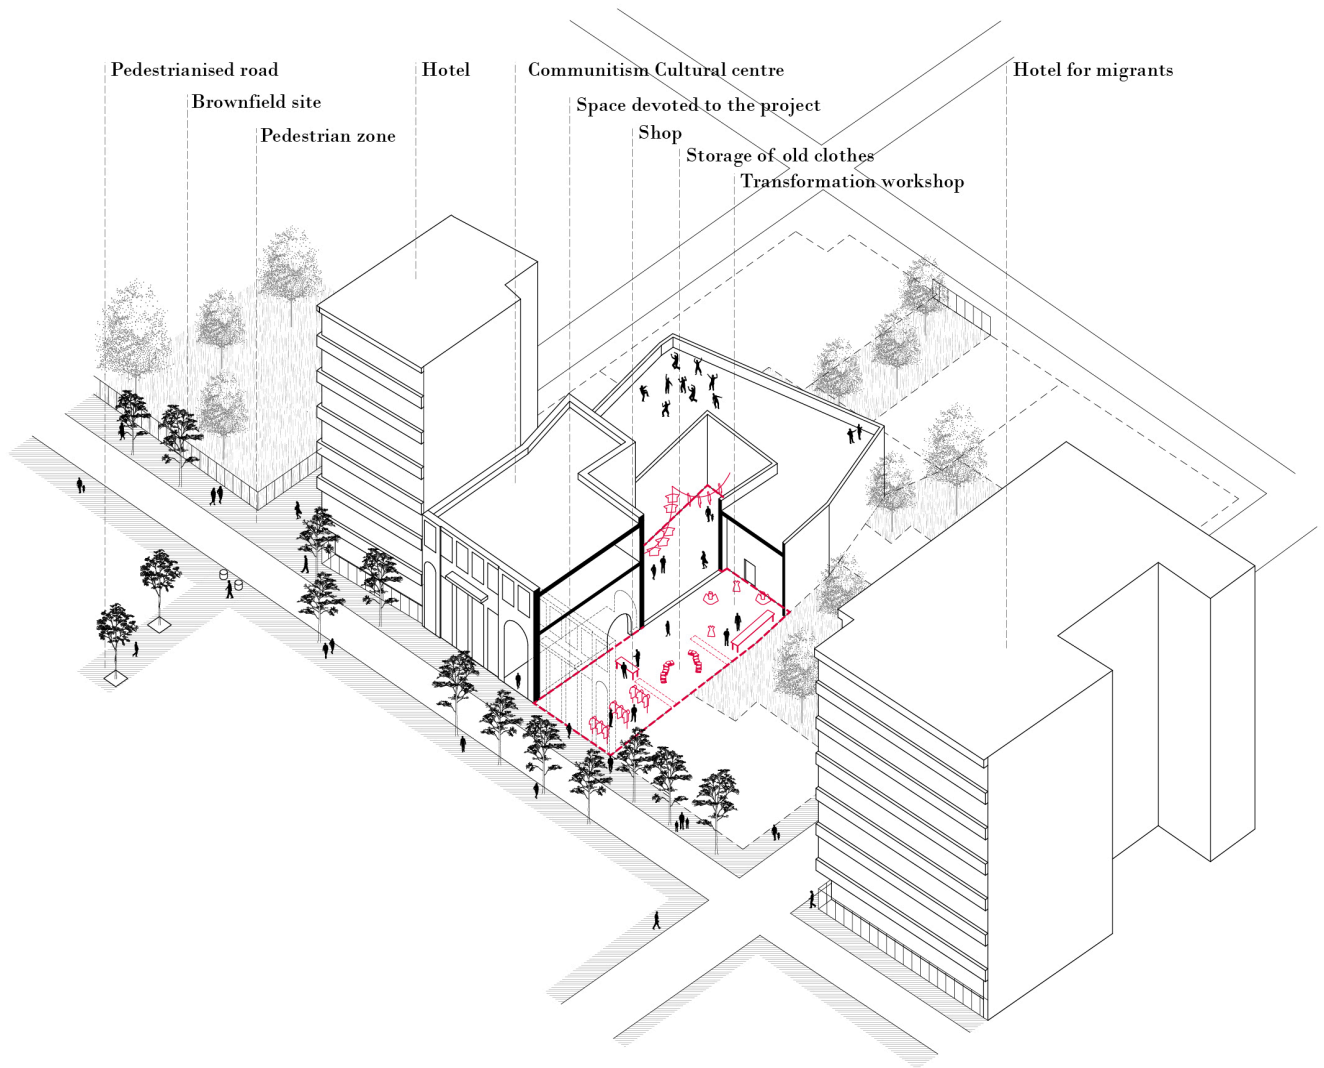 Pedestrianised road
Hotel
Communitism Cultural centre
Hotel for migrants
Brownfield site
Space devoted to the project
Pedestrian zone
Shop
Storage of old clothes
Transformation workshop